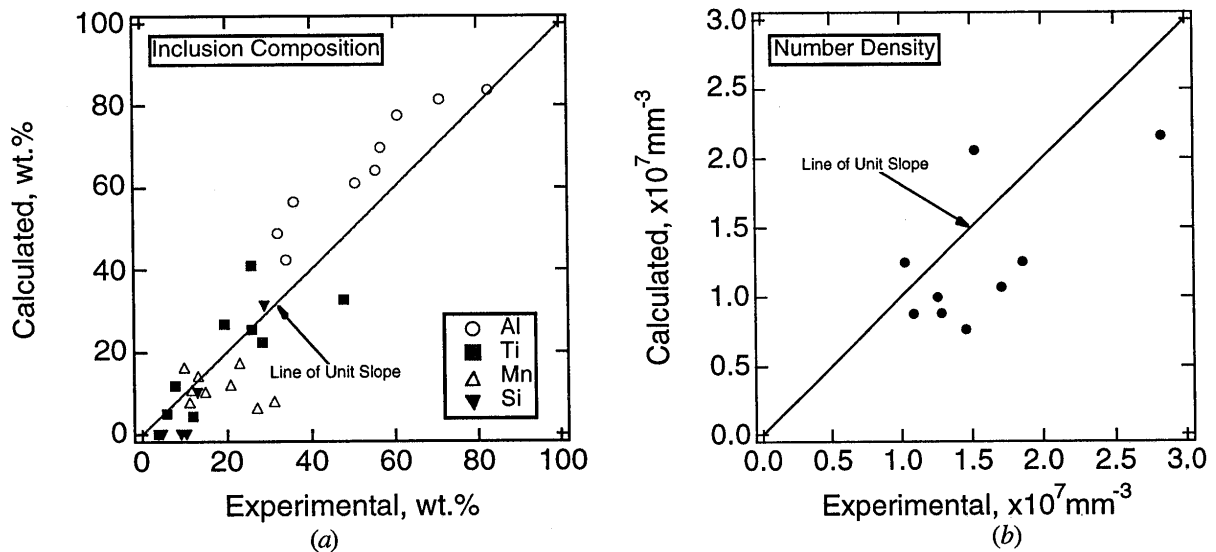 Inclusion Composition
100
80
60
40
20
0
Calculated, wt.%
Line of Unit Slope
Al
Ti
Mn
Si
0 20 40 60 80 100
Experimental, wt.%
(a)
Number Density
3.0
2.5
2.0
1.5
1.0
0.5
0.0
Calculated, x10⁷mm⁻³
Line of Unit Slope
0.0 0.5 1.0 1.5 2.0 2.5 3.0
Experimental, x10⁷mm⁻³
(b)